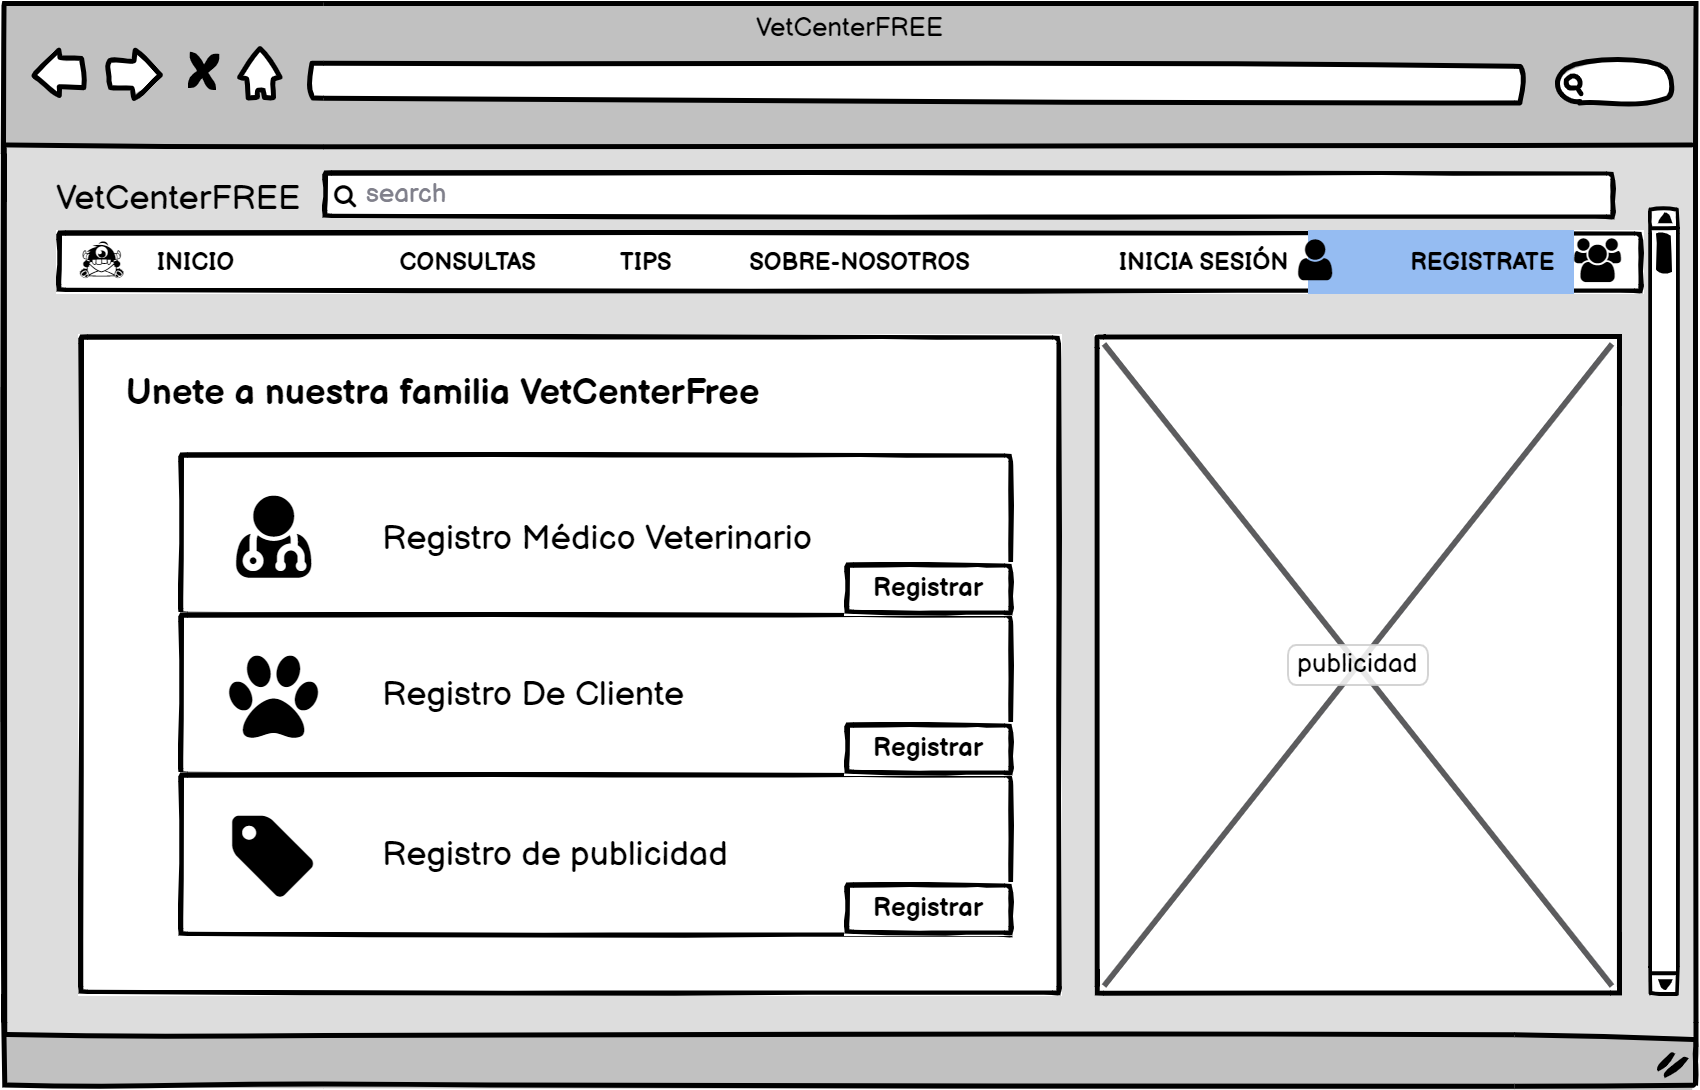 VetCenterFREE
VetCenterFREE
search
INICIO CONSULTAS TIPS SOBRE-NOSOTROS INICIA SESIÓN REGISTRATE
Unete a nuestra familia VetCenterFree
Registro Médico Veterinario
Registrar
Registro De Cliente
Registrar
Registro de publicidad
Registrar
publicidad